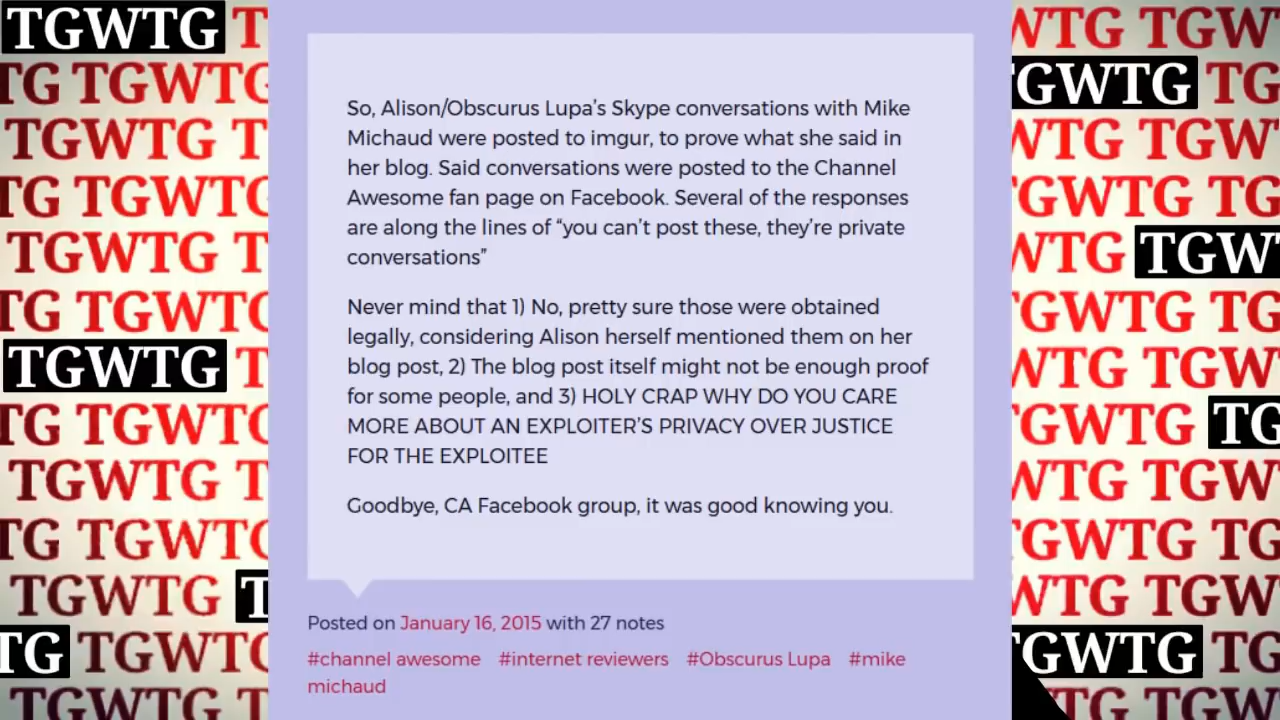 TGWTG
So, Alison/Obscurus Lupa's Skype conversations with Mike
Michaud were posted to imgur, to prove what she said in
her blog. Said conversations were posted to the Channel
Awesome fan page on Facebook. Several of the responses
are along the lines of “you can't post these, they're private
conversations”
Never mind that 1) No, pretty sure those were obtained
legally, considering Alison herself mentioned them on her
blog post, 2) The blog post itself might not be enough proof
for some people, and 3) HOLY CRAP WHY DO YOU CARE
MORE ABOUT AN EXPLOITER'S PRIVACY OVER JUSTICE
FOR THE EXPLOITEE
Goodbye, CA Facebook group, it was good knowing you.
Posted on January 16, 2015 with 27 notes
#channel awesome #internet reviewers #Obscurus Lupa #mike
michaud